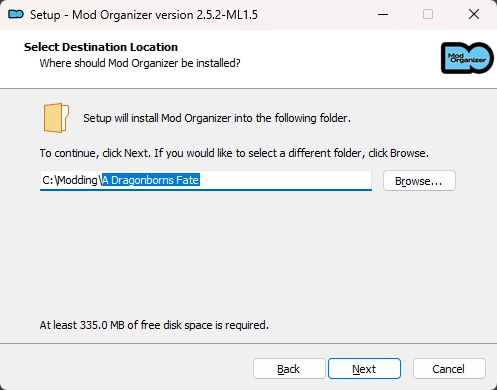 Setup - Mod Organizer version 2.5.2-ML1.5
Select Destination Location
Where should Mod Organizer be installed?
Mod
Organizer
Setup will install Mod Organizer into the following folder.
To continue, click Next. If you would like to select a different folder, click Browse.
C:\Modding\A Dragonborns Fate
Browse...
At least 335.0 MB of free disk space is required.
Back
Next
Cancel